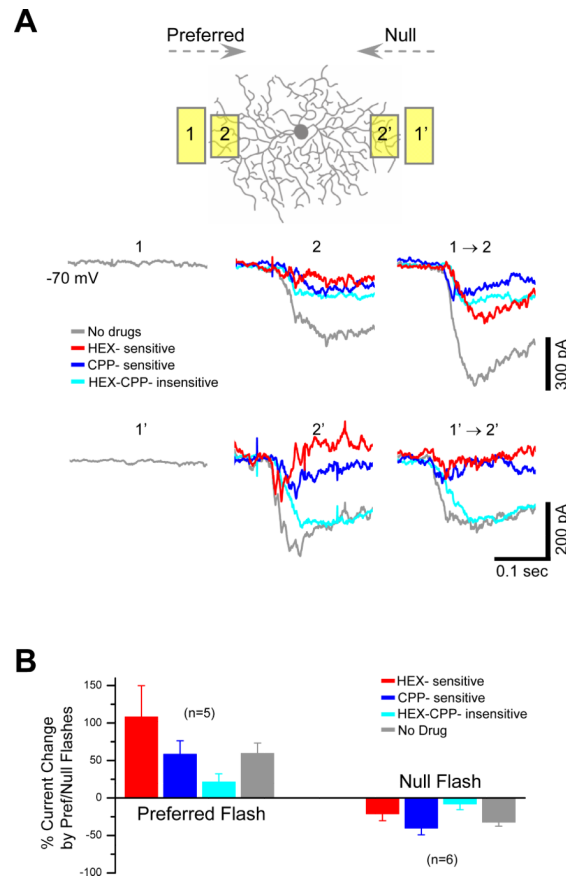 A
Preferred Null
1 2 2' 1'
1 2 1 → 2
-70 mV
No drugs
HEX- sensitive
CPP- sensitive
HEX-CPP- insensitive
300 pA
1' 2' 1' → 2'
200 pA
0.1 sec
B
% Current Change
by Pref/Null Flashes
150
100
50
0
-50
-100
(n=5)
Preferred Flash
HEX- sensitive
CPP- sensitive
HEX-CPP- insensitive
No Drug
Null Flash
(n=6)